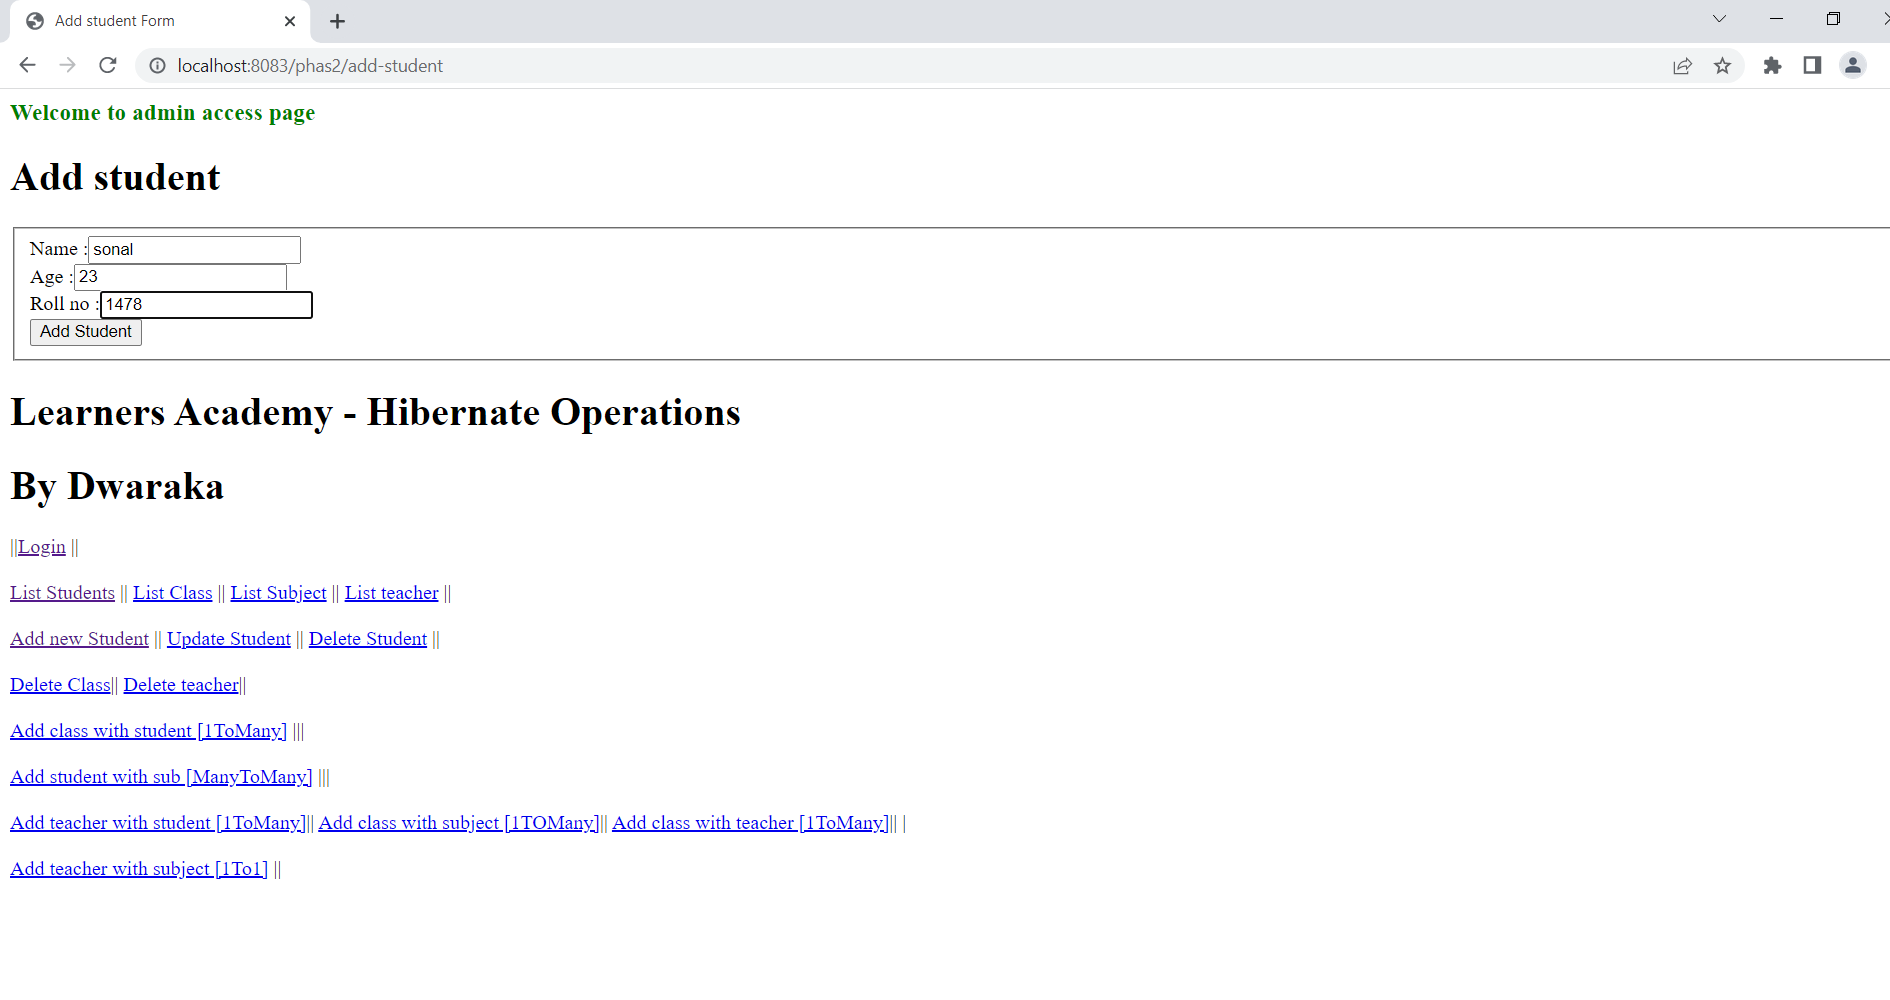 Add student Form
localhost:8083/phas2/add-student
Welcome to admin access page
Add student
Name :sonal
Age :23
Roll no :1478
Add Student
Learners Academy - Hibernate Operations
By Dwaraka
||Login ||
List Students || List Class || List Subject || List teacher ||
Add new Student || Update Student || Delete Student ||
Delete Class|| Delete teacher||
Add class with student [1ToMany] |||
Add student with sub [ManyToMany] |||
Add teacher with student [1ToMany]|| Add class with subject [1TOMany]|| Add class with teacher [1ToMany]|| |
Add teacher with subject [1To1] ||